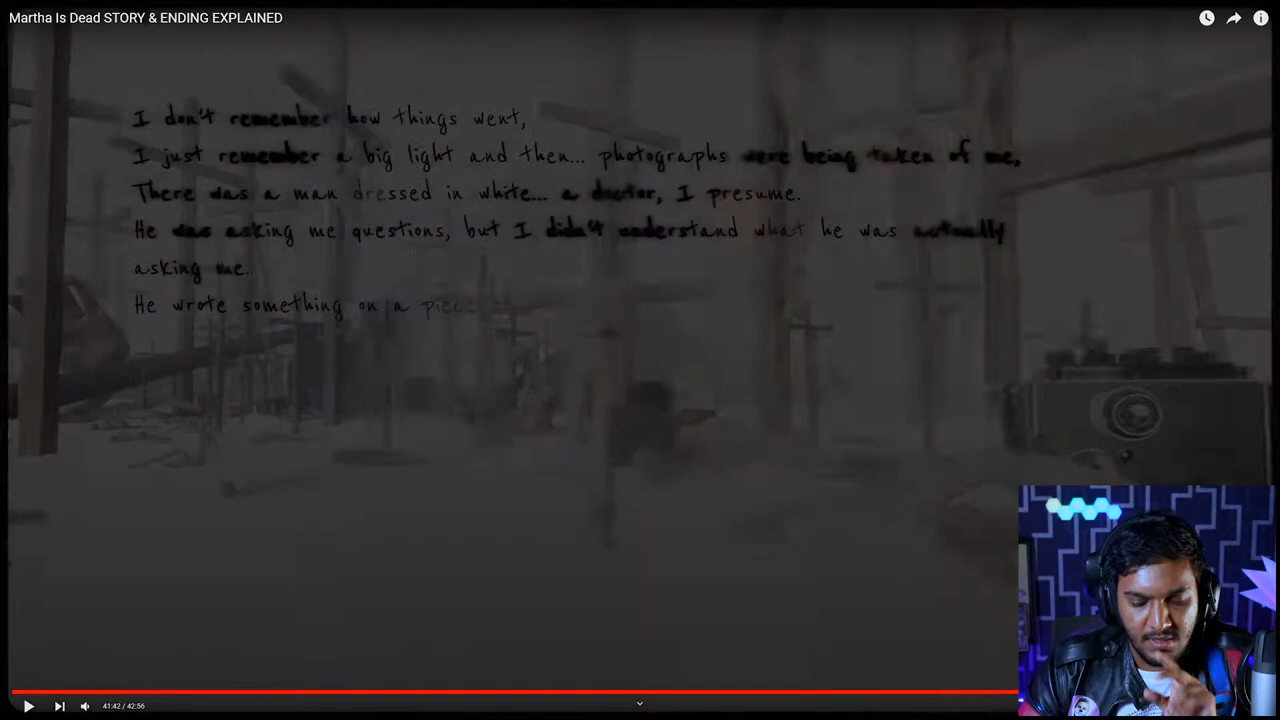 Martha Is Dead STORY & ENDING EXPLAINED
I don't remember how things went,
I just remember a big light and then... photographs were being taken of me,
There was a man dressed in white... a doctor, I presume.
He was asking me questions, but I didn't understand what he was actually
asking me.
He wrote something on a piece
41:42 / 42:56